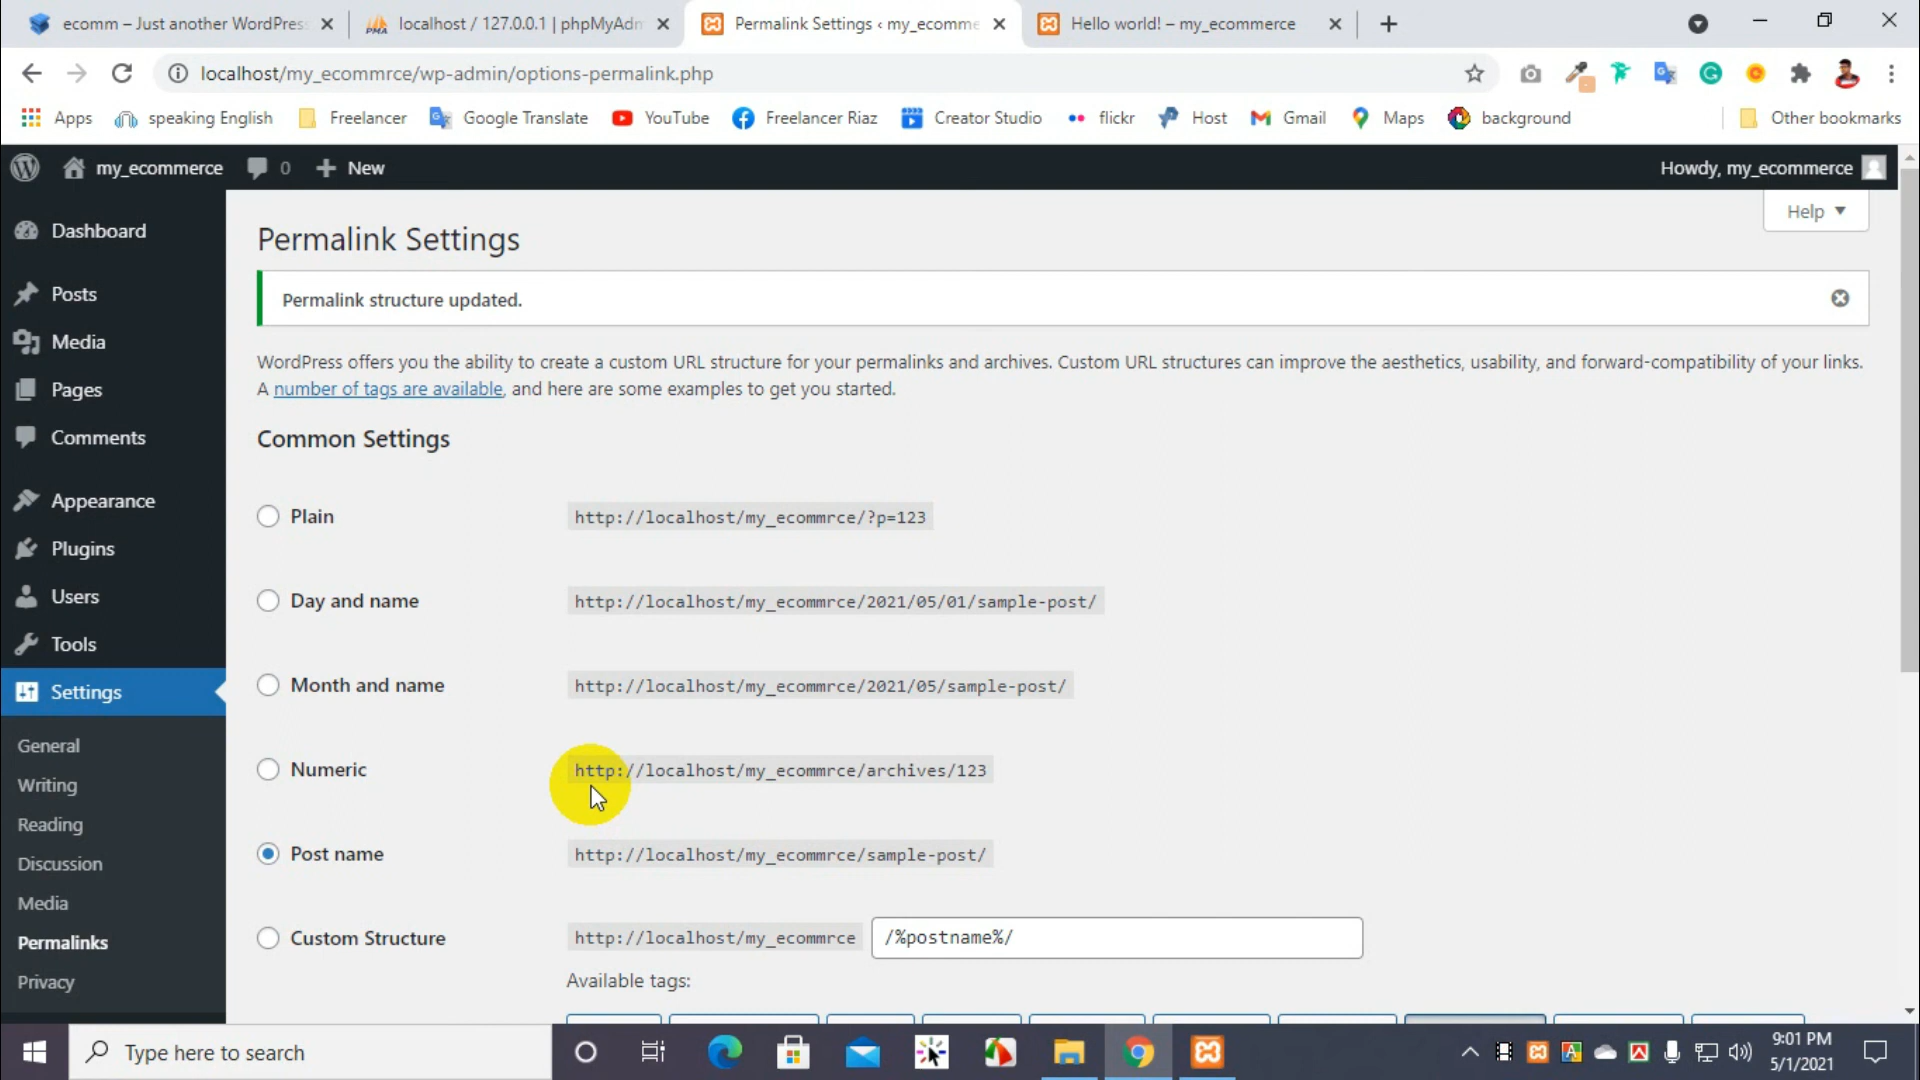 ecomm – Just another WordPress
localhost / 127.0.0.1 | phpMyAdm
Permalink Settings ‹ my_ecomme
Hello world! – my_ecommerce
localhost/my_ecommrce/wp-admin/options-permalink.php
Apps
speaking English
Freelancer
Google Translate
YouTube
Freelancer Riaz
Creator Studio
flickr
Host
Gmail
Maps
background
Other bookmarks
my_ecommerce
0
New
Howdy, my_ecommerce
Help
Dashboard
Posts
Media
Pages
Comments
Appearance
Plugins
Users
Tools
Settings
General
Writing
Reading
Discussion
Media
Permalinks
Privacy
Permalink Settings
Permalink structure updated.
WordPress offers you the ability to create a custom URL structure for your permalinks and archives. Custom URL structures can improve the aesthetics, usability, and forward-compatibility of your links.
A number of tags are available, and here are some examples to get you started.
Common Settings
Plain http://localhost/my_ecommrce/?p=123
Day and name http://localhost/my_ecommrce/2021/05/01/sample-post/
Month and name http://localhost/my_ecommrce/2021/05/sample-post/
Numeric http://localhost/my_ecommrce/archives/123
Post name http://localhost/my_ecommrce/sample-post/
Custom Structure http://localhost/my_ecommrce /%postname%/
Available tags:
Type here to search
9:01 PM
5/1/2021